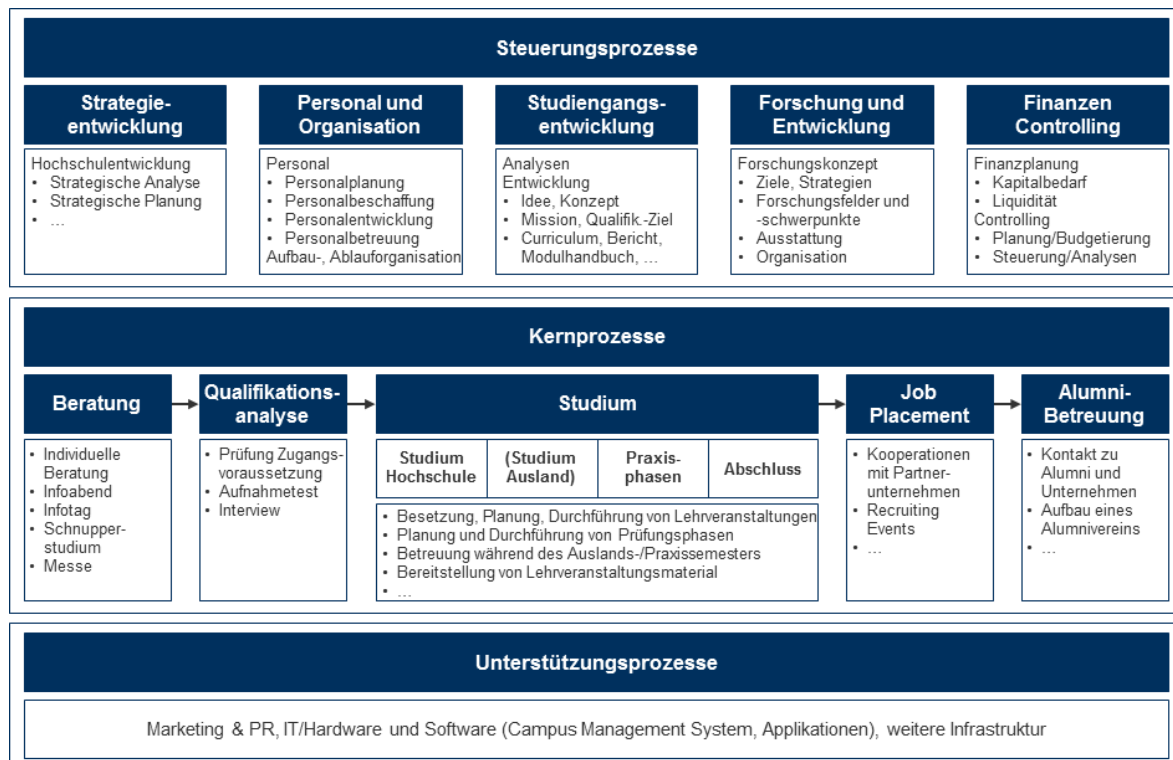 Steuerungsprozesse
Strategie-
entwicklung
Hochschulentwicklung
• Strategische Analyse
• Strategische Planung
• …
Personal und
Organisation
Personal
• Personalplanung
• Personalbeschaffung
• Personalentwicklung
• Personalbetreuung
Aufbau-, Ablauforganisation
Studiengangs-
entwicklung
Analysen
Entwicklung
• Idee, Konzept
• Mission, Qualifik.-Ziel
• Curriculum, Bericht,
Modulhandbuch, …
Forschung und
Entwicklung
Forschungskonzept
• Ziele, Strategien
• Forschungsfelder und
-schwerpunkte
• Ausstattung
• Organisation
Finanzen
Controlling
Finanzplanung
• Kapitalbedarf
• Liquidität
Controlling
• Planung/Budgetierung
• Steuerung/Analysen
Kernprozesse
Beratung
• Individuelle
Beratung
• Infoabend
• Infotag
• Schnupper-
studium
• Messe
Qualifikations-
analyse
• Prüfung Zugangs-
voraussetzung
• Aufnahmetest
• Interview
Studium
Studium
Hochschule
(Studium
Ausland)
Praxis-
phasen
Abschluss
• Besetzung, Planung, Durchführung von Lehrveranstaltungen
• Planung und Durchführung von Prüfungsphasen
• Betreuung während des Auslands-/Praxissemesters
• Bereitstellung von Lehrveranstaltungsmaterial
• …
Job
Placement
• Kooperationen
mit Partner-
unternehmen
• Recruiting
Events
• …
Alumni-
Betreuung
• Kontakt zu
Alumni und
Unternehmen
• Aufbau eines
Alumnivereins
• …
Unterstützungsprozesse
Marketing & PR, IT/Hardware und Software (Campus Management System, Applikationen), weitere Infrastruktur